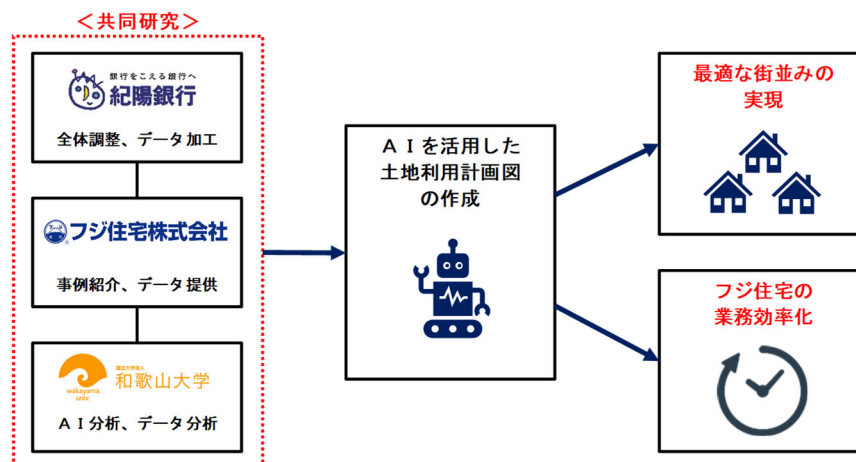 ＜共同研究＞
銀行をこえる銀行へ
紀陽銀行
全体調整、データ加工
フジ住宅株式会社
事例紹介、データ提供
国立大学法人
和歌山大学
wakayama
univ.
ＡＩ分析、データ分析
ＡＩを活用した
土地利用計画図
の作成
最適な街並みの
実現
フジ住宅の
業務効率化